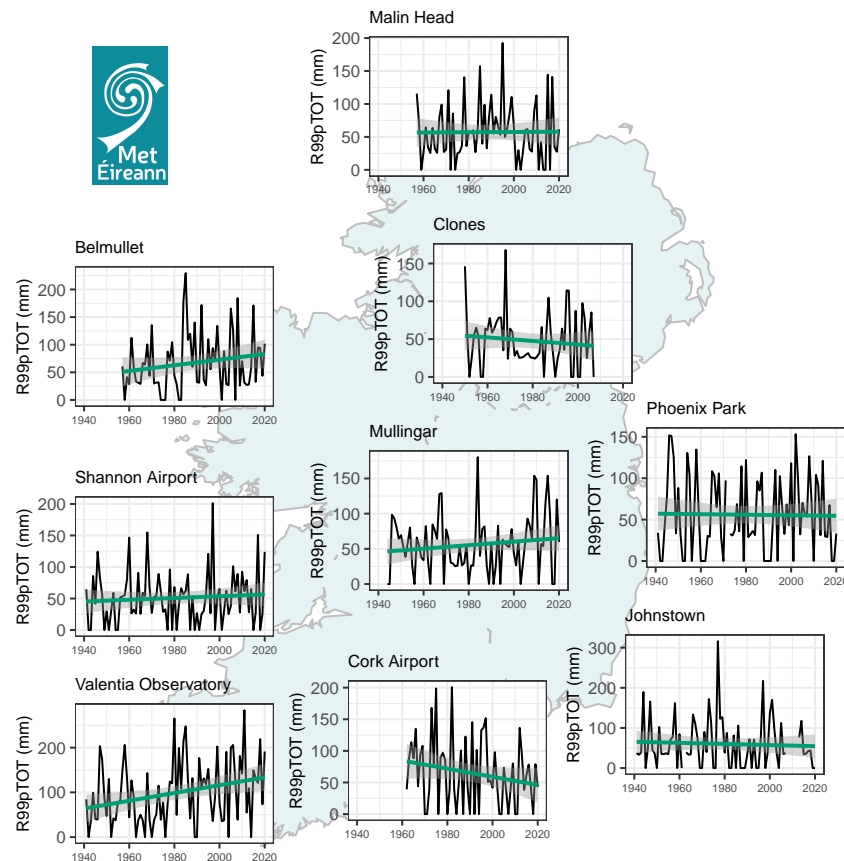 Malin Head
R99pTOT (mm)
200
150
100
50
0
1940 1960 1980 2000 2020
Met
Éireann
Clones
R99pTOT (mm)
150
100
50
0
1940 1960 1980 2000 2020
Belmullet
R99pTOT (mm)
200
150
100
50
0
1940 1960 1980 2000 2020
Phoenix Park
R99pTOT (mm)
150
100
50
0
1940 1960 1980 2000 2020
Mullingar
R99pTOT (mm)
150
100
50
0
1940 1960 1980 2000 2020
Shannon Airport
R99pTOT (mm)
200
150
100
50
0
1940 1960 1980 2000 2020
Johnstown
R99pTOT (mm)
300
200
100
0
1940 1960 1980 2000 2020
Cork Airport
R99pTOT (mm)
200
150
100
50
0
1940 1960 1980 2000 2020
Valentia Observatory
R99pTOT (mm)
200
100
0
1940 1960 1980 2000 2020